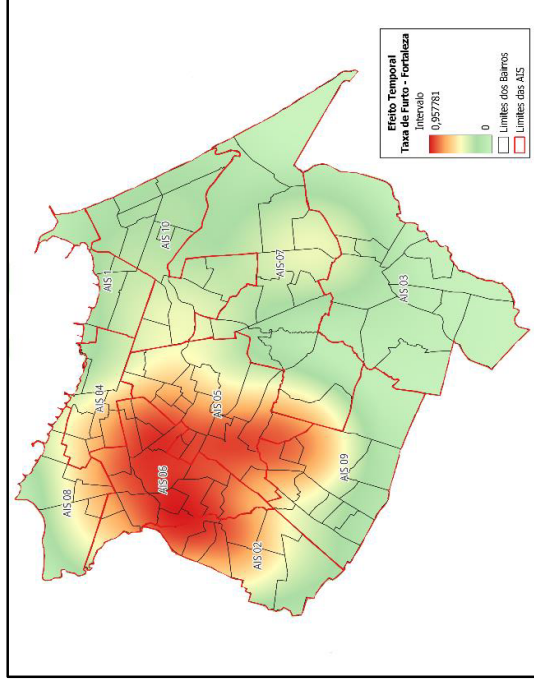 AIS 08
AIS 04
AIS 1
AIS 10
AIS 06
AIS 05
AIS 07
AIS 02
AIS 09
AIS 03
Efeito Temporal
Taxa de Furto - Fortaleza
Intervalo
0,957781
0
Limites dos Bairros
Limites das AIS